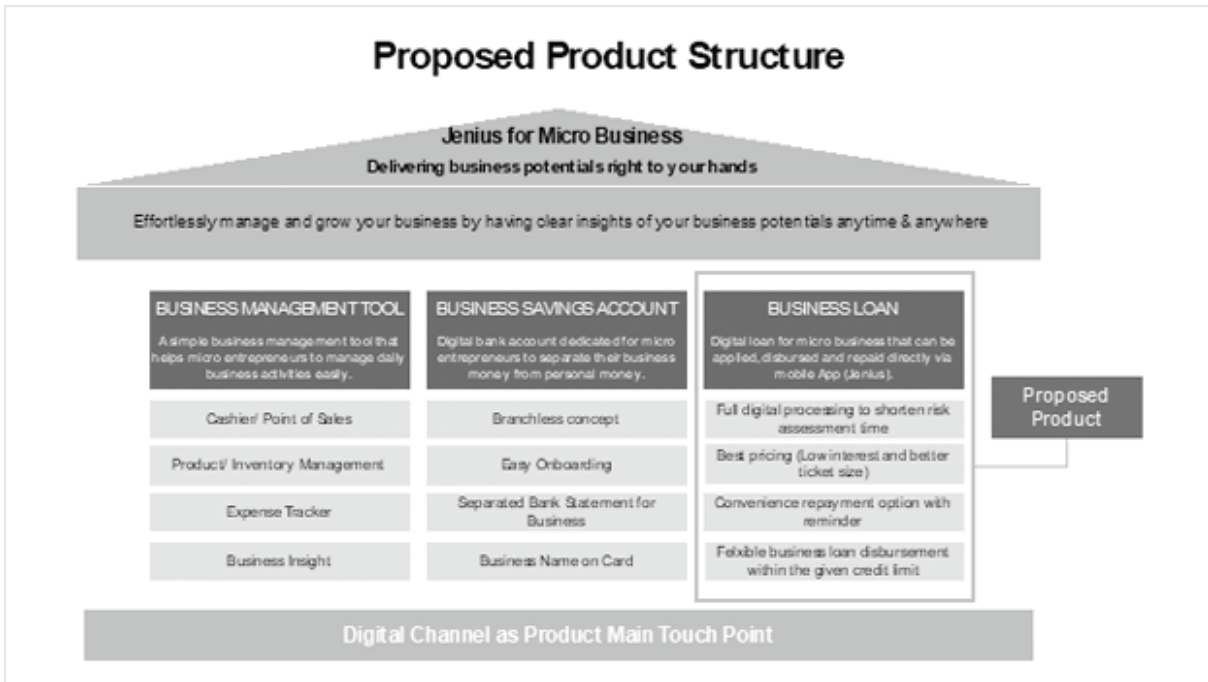 Proposed Product Structure
Jenius for Micro Business
Delivering business potentials right to your hands
Effortlessly manage and grow your business by having clear insights of your business potentials anytime & anywhere
BUSINESS MANAGEMENT TOOL
A simple business management tool that
helps micro entrepreneurs to manage daily
business activities easily.
Cashier/ Point of Sales
Product/ Inventory Management
Expense Tracker
Business Insight
BUSINESS SAVINGS ACCOUNT
Digital bank account dedicated for micro
entrepreneurs to separate their business
money from personal money.
Branchless concept
Easy Onboarding
Separated Bank Statement for
Business
Business Name on Card
BUSINESS LOAN
Digital loan for micro business that can be
applied, disbursed and repaid directly via
mobile App (Jenius).
Full digital processing to shorten risk
assessment time
Best pricing (Low interest and better
ticket size)
Convenience repayment option with
reminder
Felxible business loan disbursement
within the given credit limit
Proposed
Product
Digital Channel as Product Main Touch Point